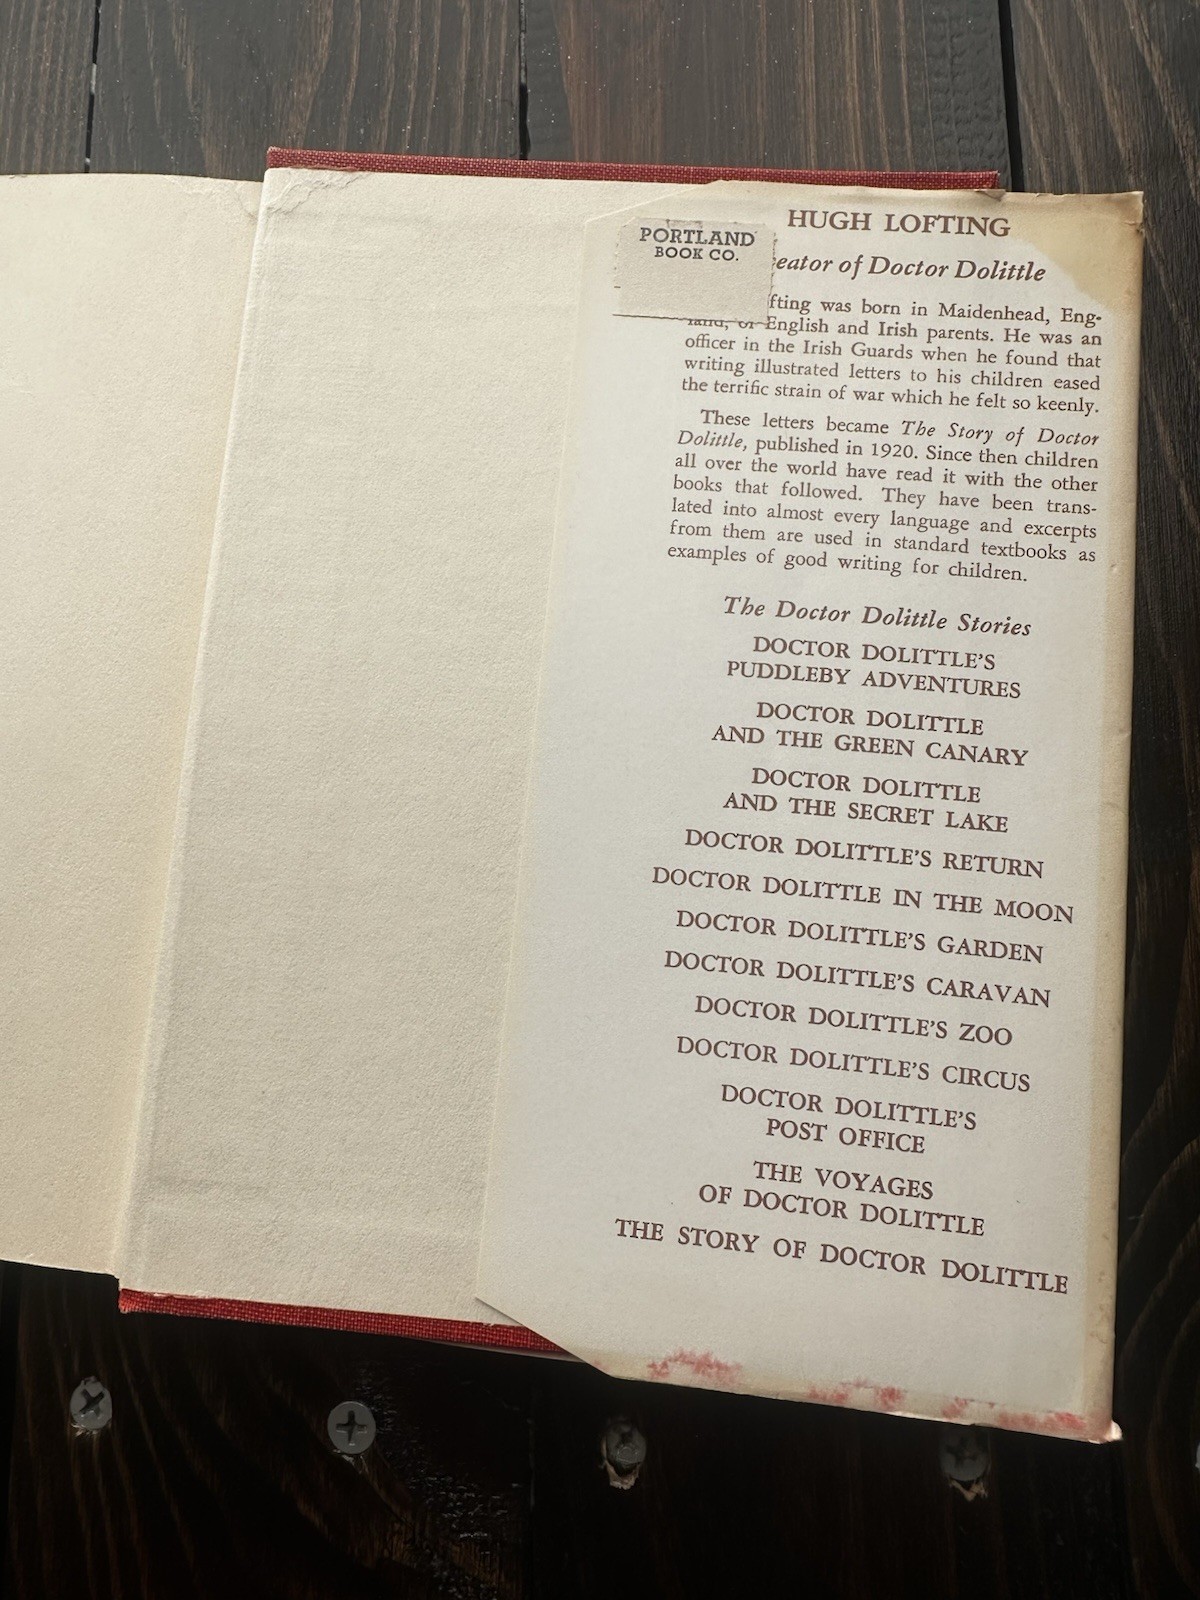 HUGH LOFTING
PORTLAND
BOOK CO.
of Doctor Dolittle
was born in Maidenhead, Eng-
English and Irish parents. He was an
officer in the Irish Guards when he found that
writing illustrated letters to his children eased
the terrific strain of war which he felt so keenly.
These letters became The Story of Doctor
Dolittle, published in 1920. Since then children
all over the world have read it with the other
books that followed. They have been trans-
lated into almost every language and excerpts
from them are used in standard textbooks as
examples of good writing for children.
The Doctor Dolittle Stories
DOCTOR DOLITTLE'S
PUDDLEBY ADVENTURES
DOCTOR DOLITTLE
AND THE GREEN CANARY
DOCTOR DOLITTLE
AND THE SECRET LAKE
DOCTOR DOLITTLE'S RETURN
DOCTOR DOLITTLE IN THE MOON
DOCTOR DOLITTLE'S GARDEN
DOCTOR DOLITTLE'S CARAVAN
DOCTOR DOLITTLE'S ZOO
DOCTOR DOLITTLE'S CIRCUS
DOCTOR DOLITTLE'S
POST OFFICE
THE VOYAGES
OF DOCTOR DOLITTLE
THE STORY OF DOCTOR DOLITTLE